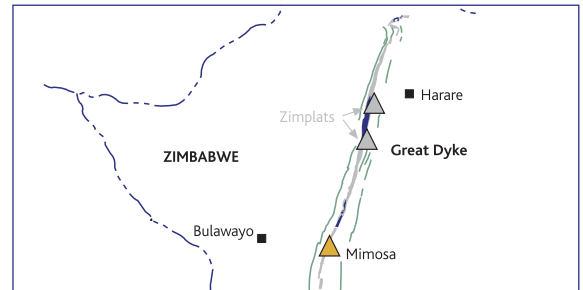 Harare
Zimplats
Great Dyke
ZIMBABWE
Bulawayo
Mimosa